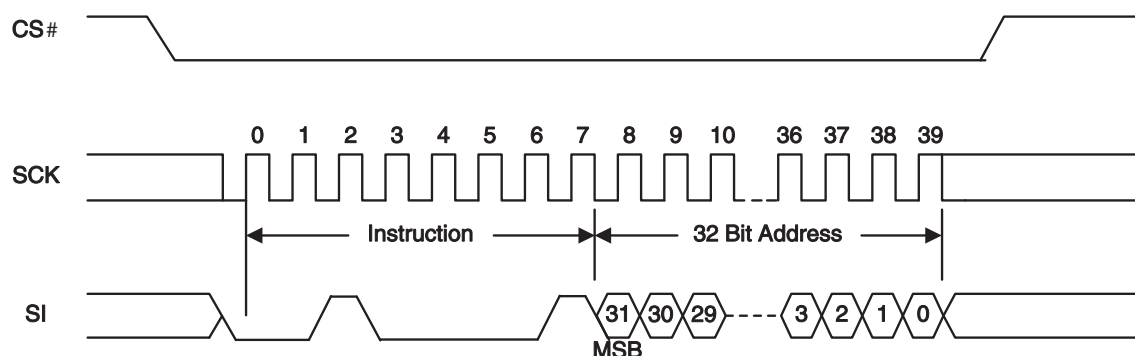 CS#
0 1 2 3 4 5 6 7 8 9 10 36 37 38 39
SCK
Instruction 32 Bit Address
SI 31 30 29 3 2 1 0
MSB